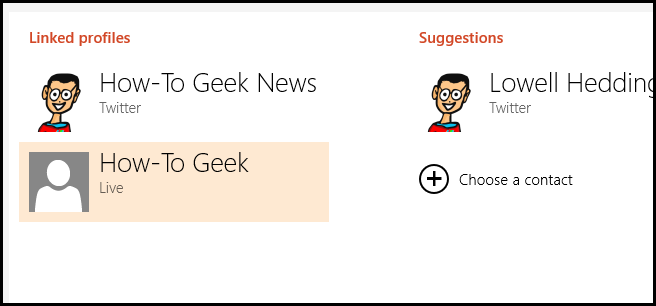 Linked profiles
How-To Geek News
Twitter
How-To Geek
Live
Suggestions
Lowell Hedding
Twitter
Choose a contact